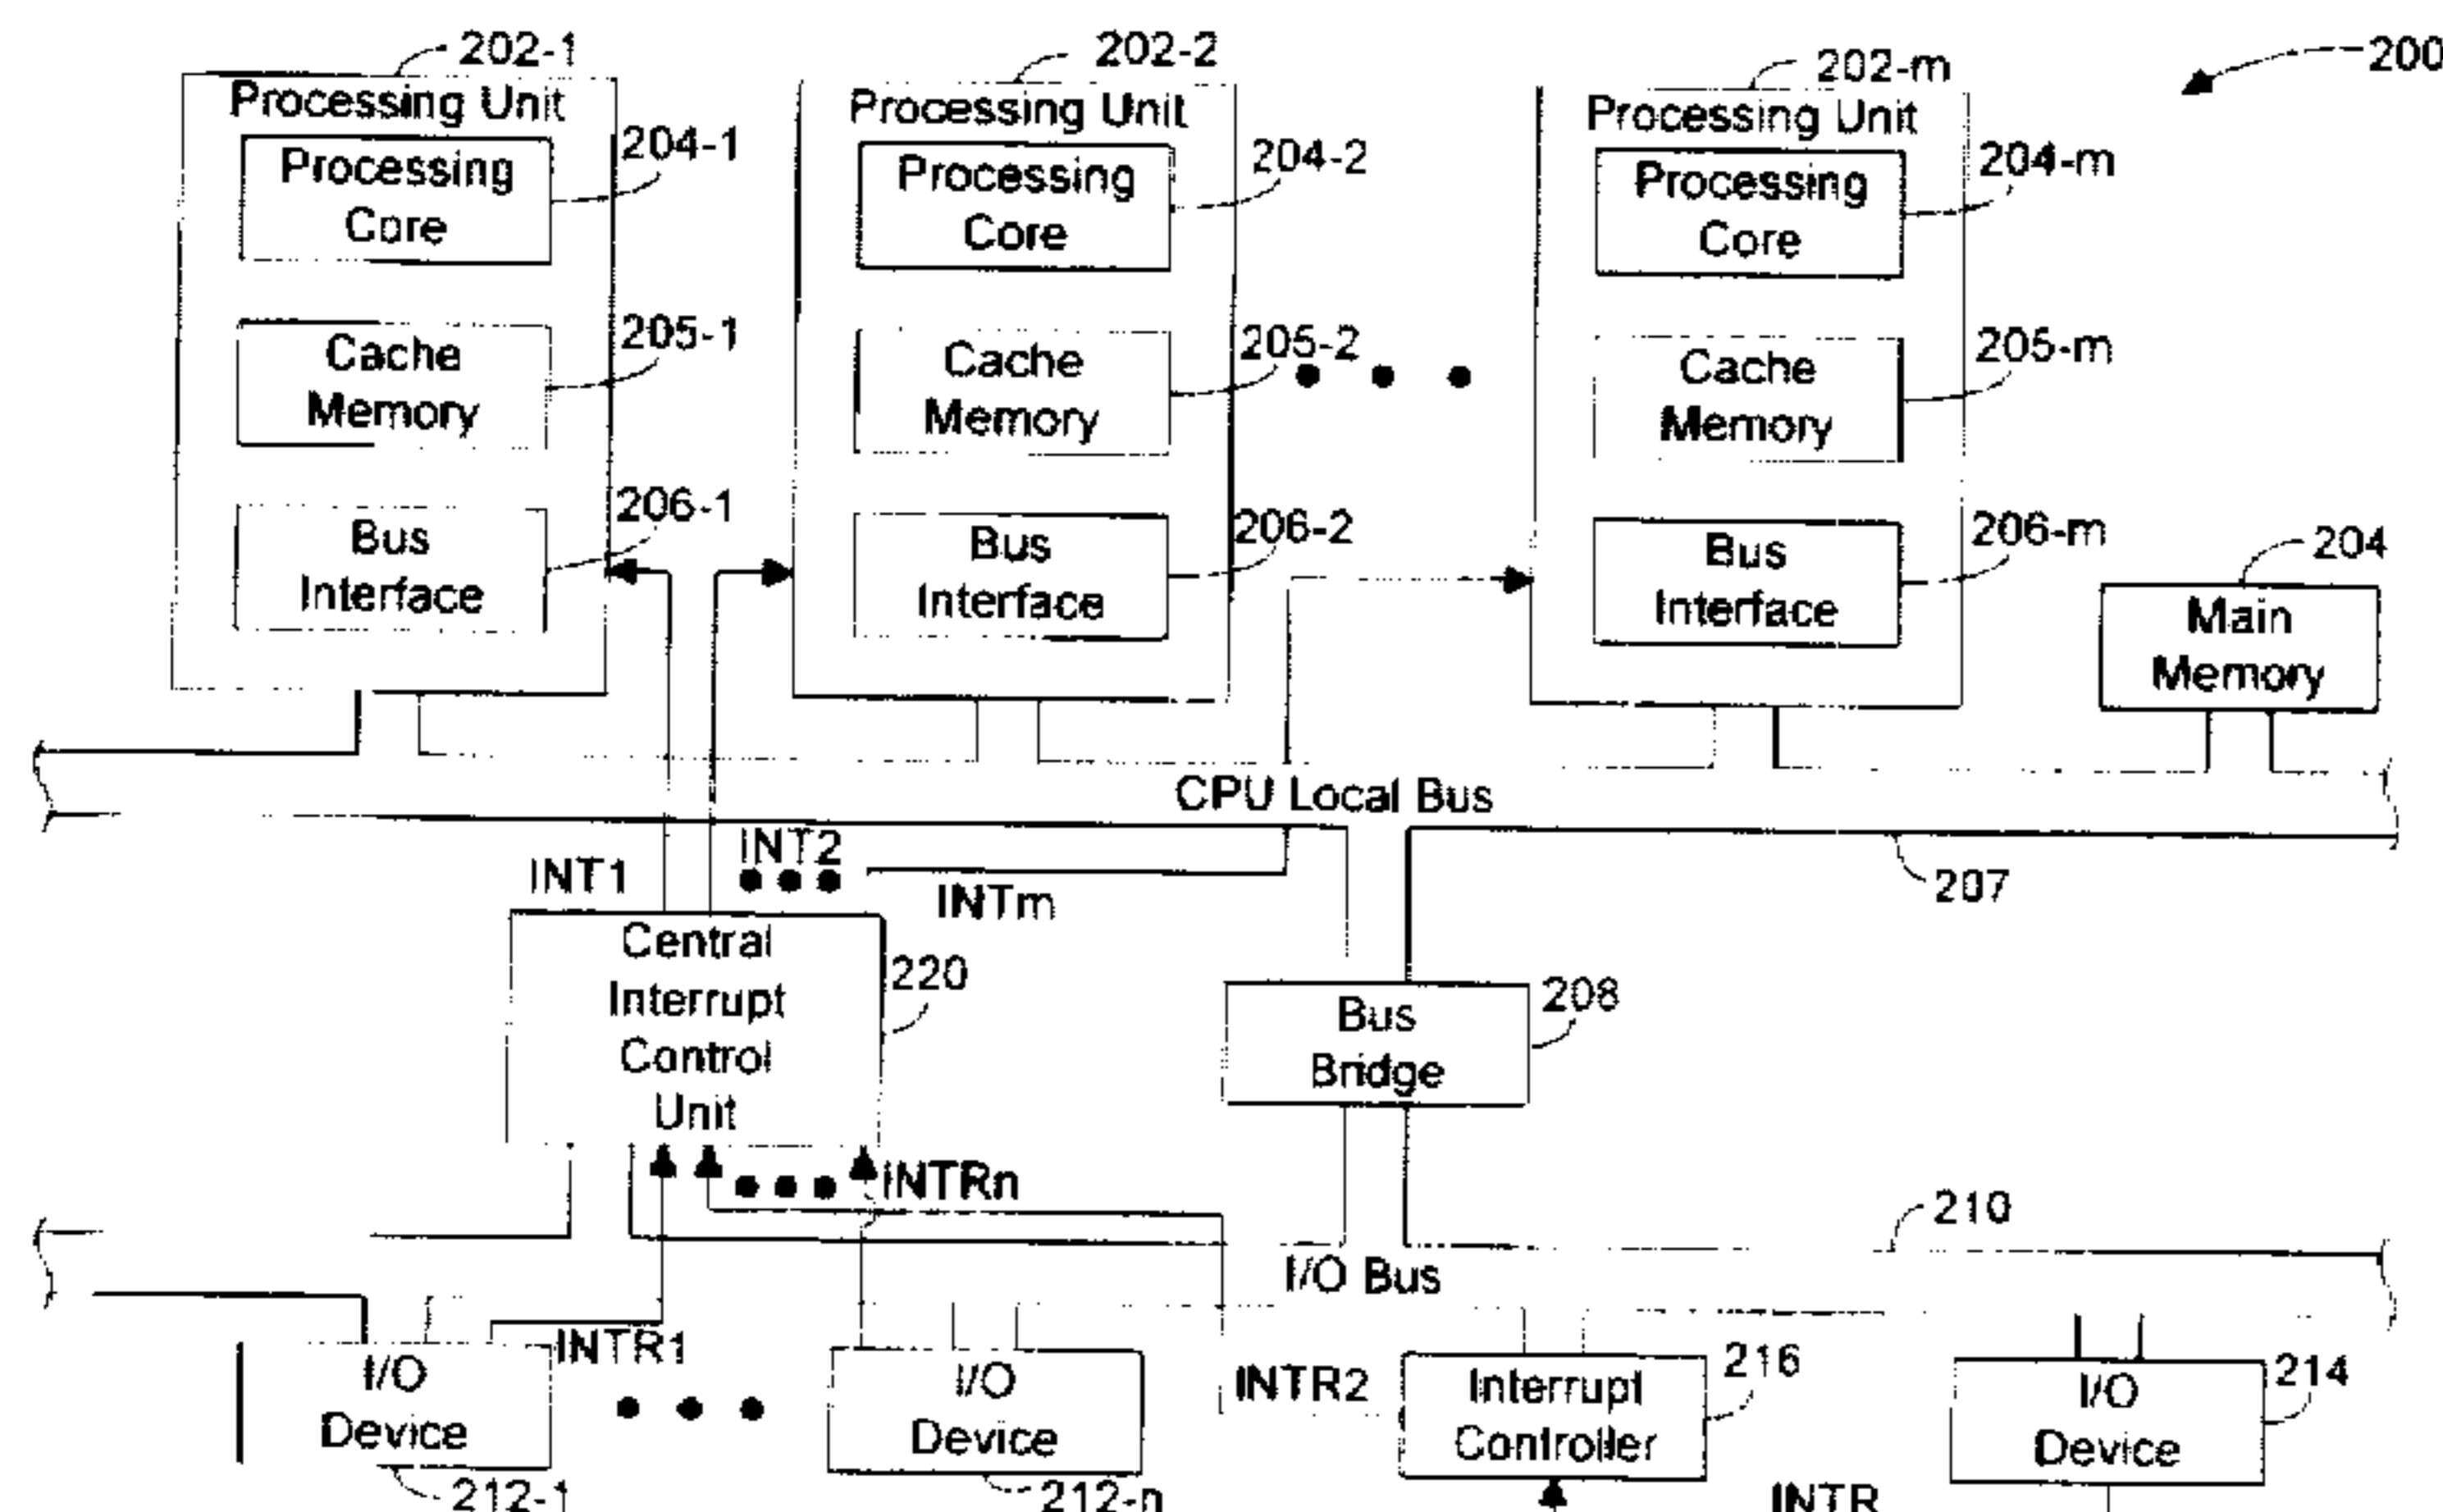 202-1
202-2
202-m
200
Processing Unit
Processing Unit
Processing Unit
204-1
204-2
204-m
Processing
Core
Processing
Core
Processing
Core
205-1
205-2
205-m
Cache
Memory
Cache
Memory
Cache
Memory
206-1
206-2
206-m
204
Bus
Interface
Bus
Interface
Bus
Interface
Main
Memory
CPU Local Bus
INT1
INT2
INTm
207
Central
Interrupt
Control
Unit
220
Bus
Bridge
208
INTRn
210
I/O Bus
INTR1
INTR2
I/O
Device
I/O
Device
Interrupt
Controller
216
I/O
Device
214
212-1
212-n
INTR